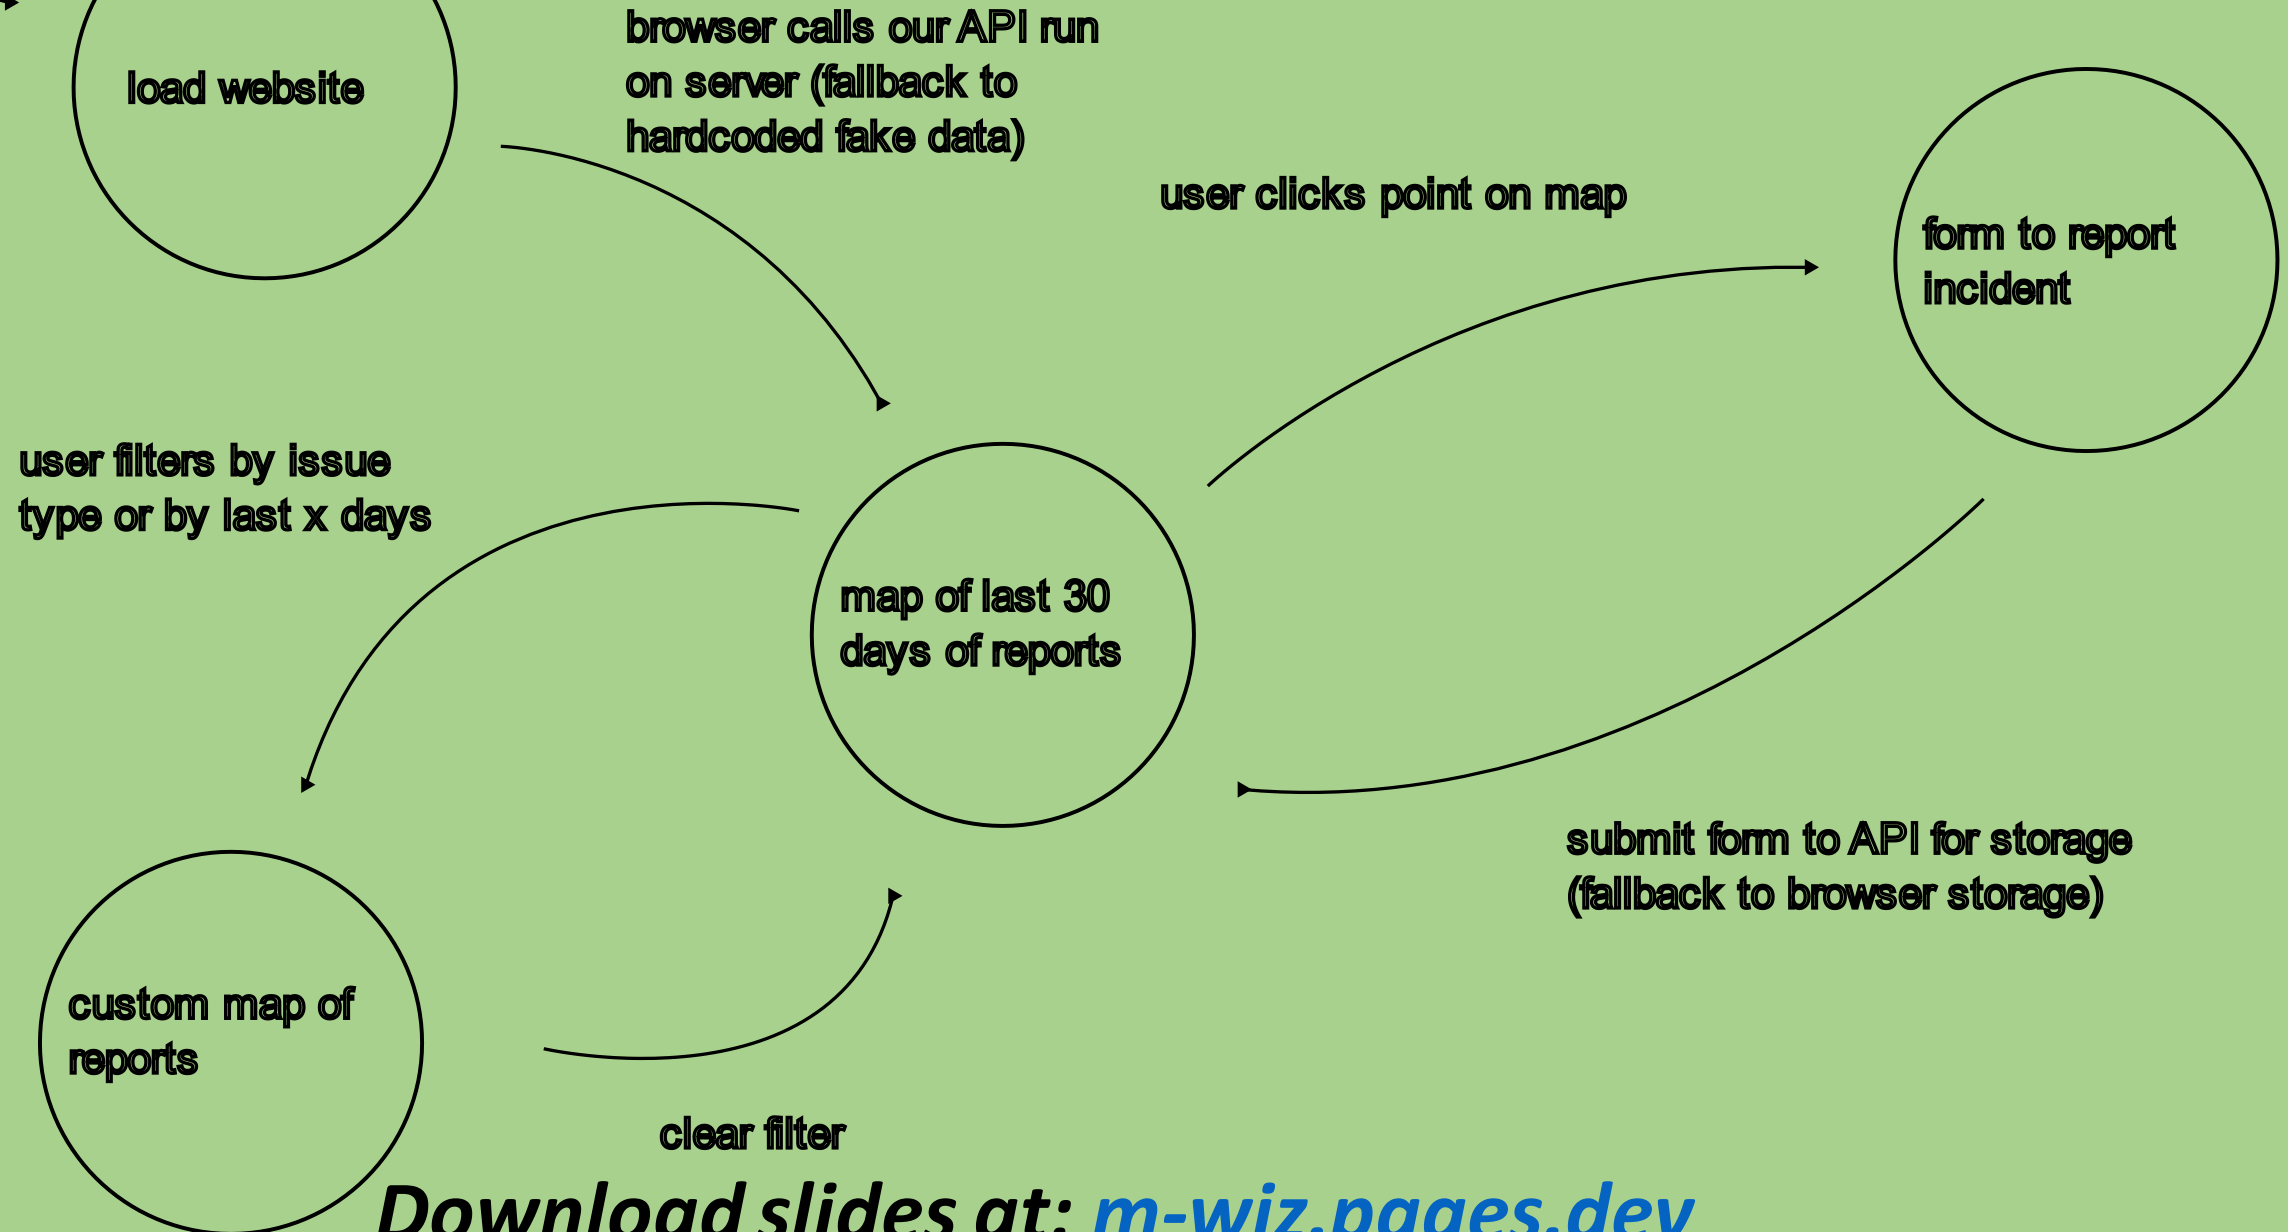 load website
browser calls our API run
on server (fallback to
hardcoded fake data)
user clicks point on map
form to report
incident
user filters by issue
type or by last x days
map of last 30
days of reports
submit form to API for storage
(fallback to browser storage)
custom map of
reports
clear filter
Download slides at: m-wiz.pages.dev